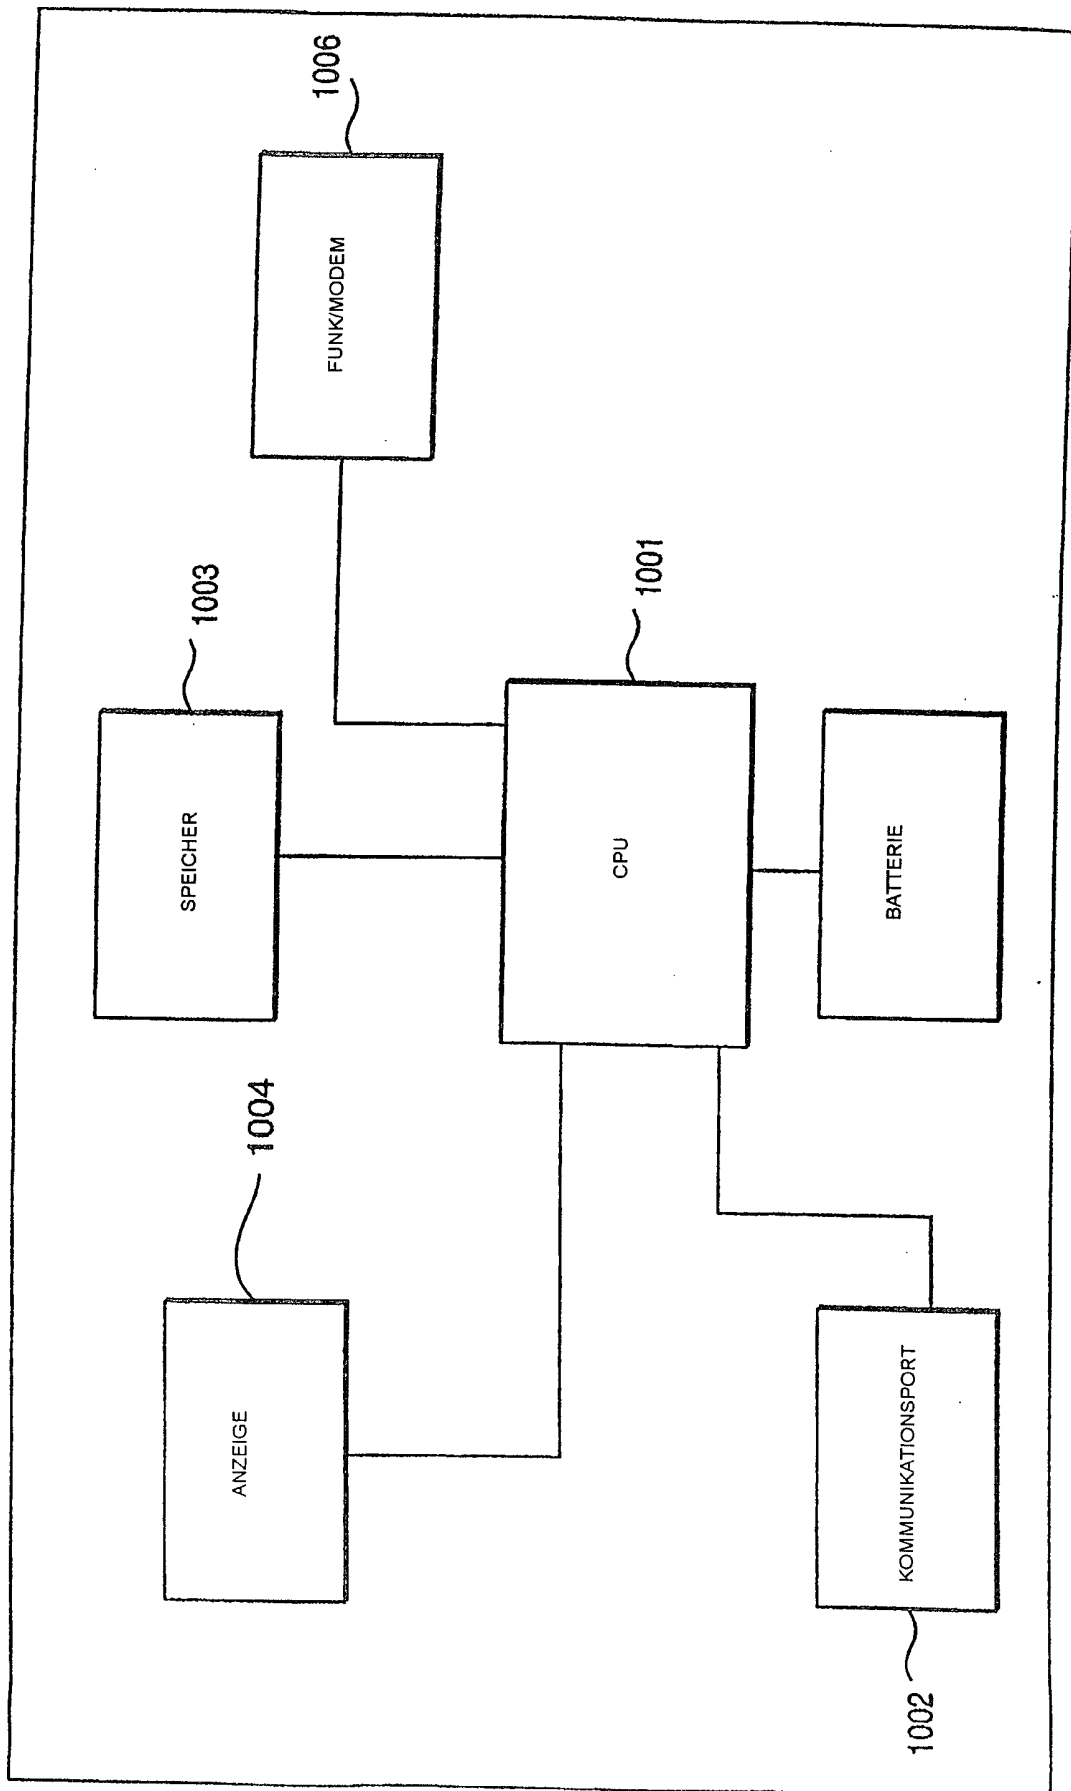 1003
SPEICHER
1006
FUNK/MODEM
1004
ANZEIGE
1001
CPU
KOMMUNIKATIONSPORT
1002
BATTERIE